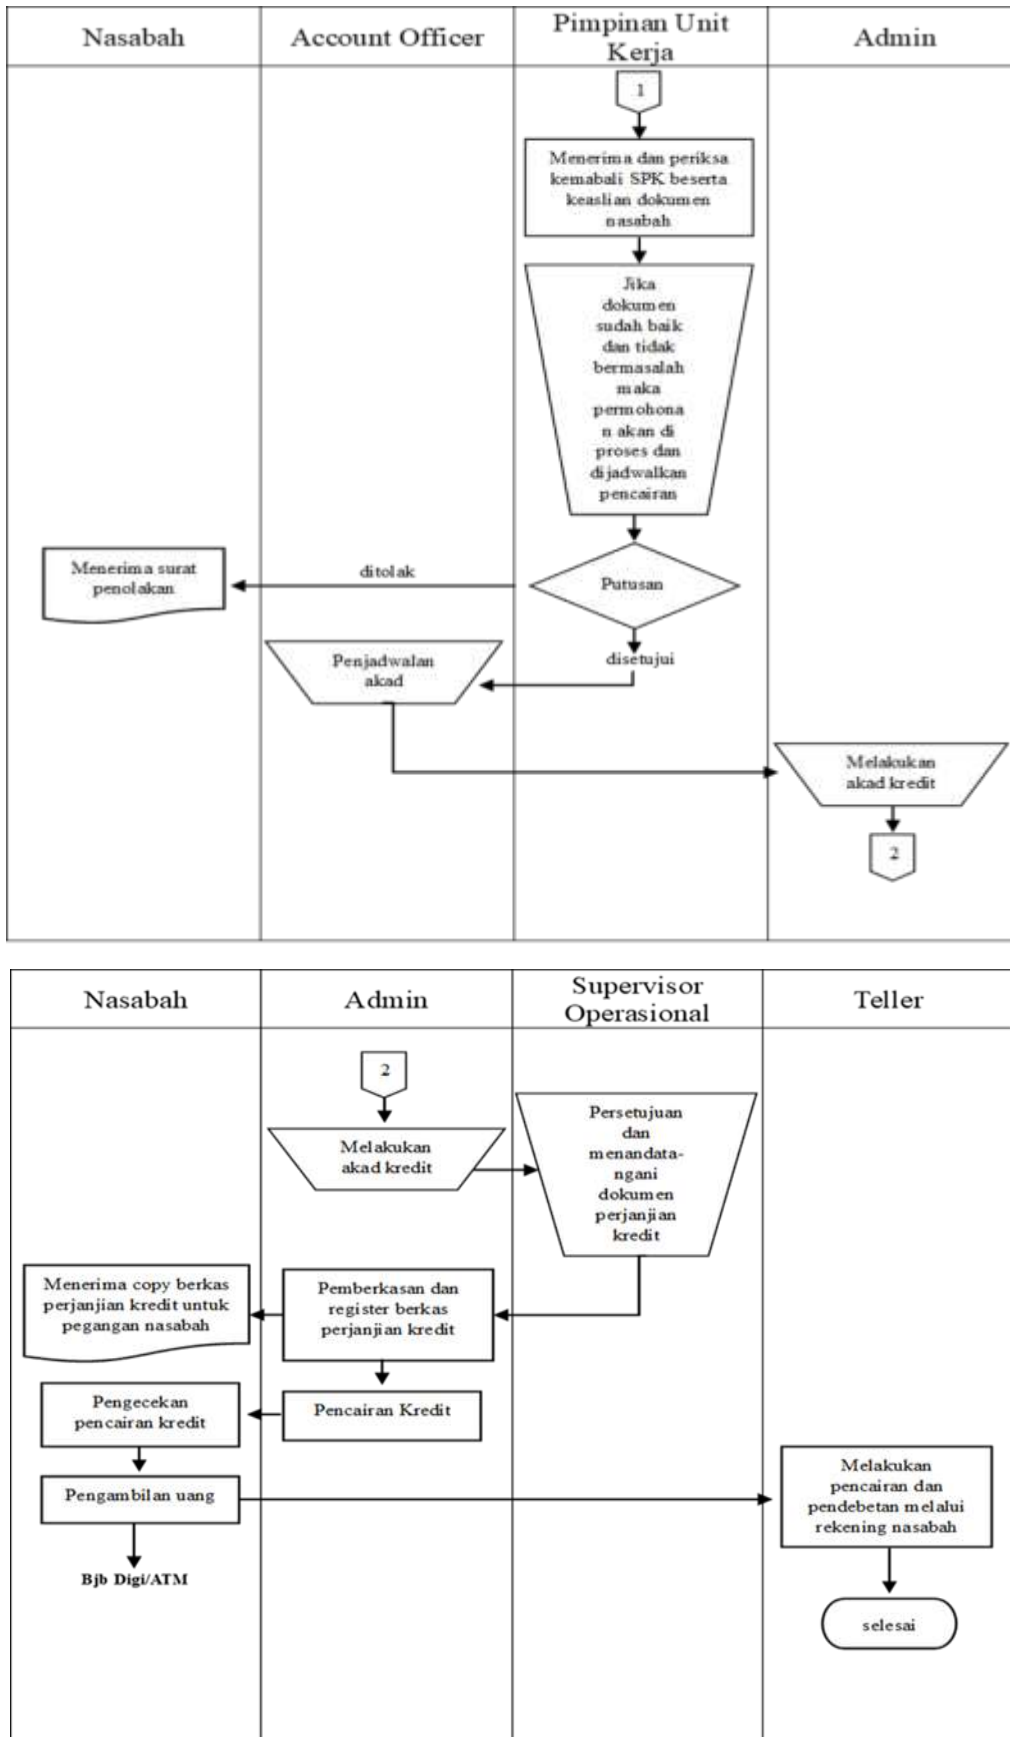 Nasabah
Account Officer
Pimpinan Unit
Kerja
Admin
1
Menerima dan periksa
kemabali SPK beserta
keaslian dokumen
nasabah
Jika
dokumen
sudah baik
dan tidak
bermasalah
maka
permohona
n akan di
proses dan
dijadwalkan
pencairan
Putusan
ditolak
Menerima surat
penolakan
disetujui
Penjadwalan
akad
Melakukan
akad kredit
2
Nasabah
Admin
Supervisor
Operasional
Teller
2
Melakukan
akad kredit
Persetujuan
dan
menandata-
ngani
dokumen
perjanjian
kredit
Menerima copy berkas
perjanjian kredit untuk
pegangan nasabah
Pemberkasan dan
register berkas
perjanjian kredit
Pengecekan
pencairan kredit
Pencairan Kredit
Pengambilan uang
Melakukan
pencairan dan
pendebetan melalui
rekening nasabah
Bjb Digi/ATM
selesai